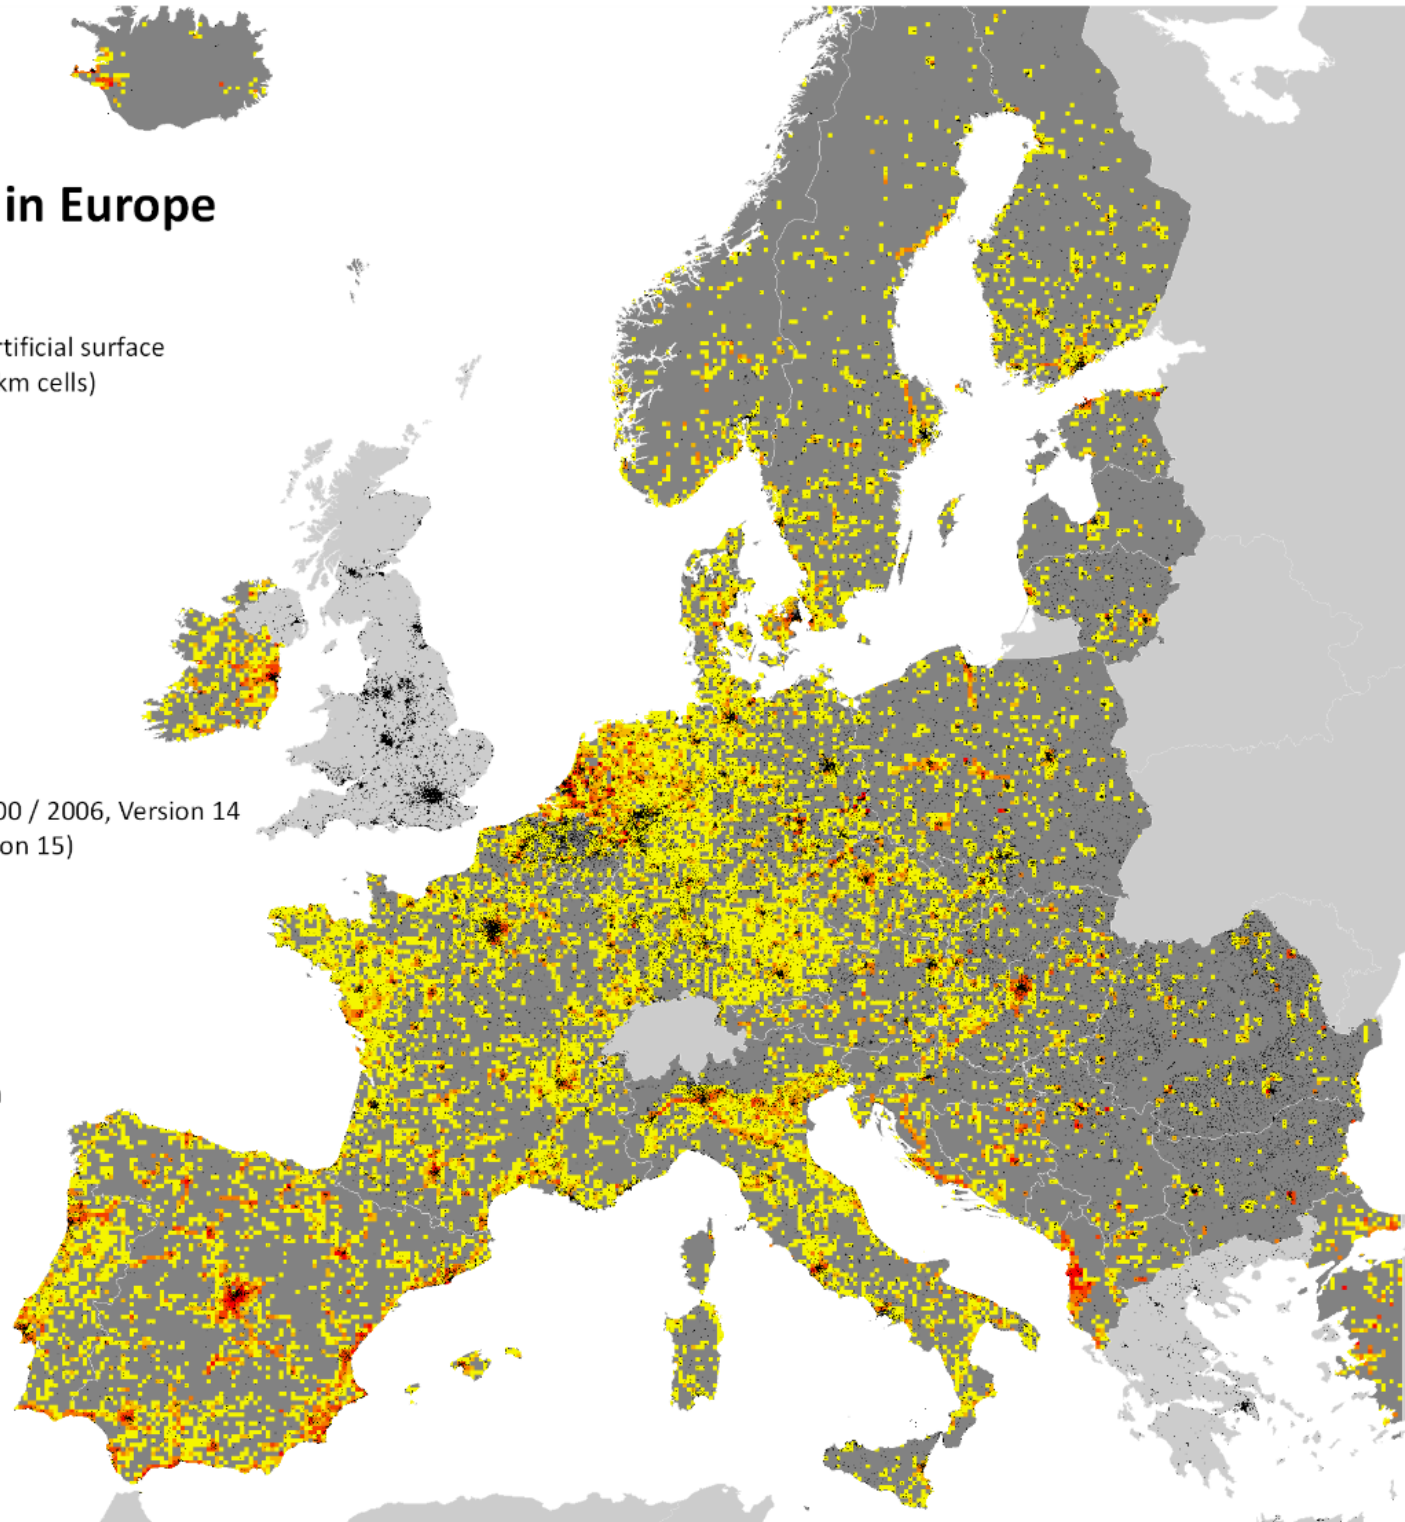 in Europe
rtificial surface
km cells)
00 / 2006, Version 14
on 15)